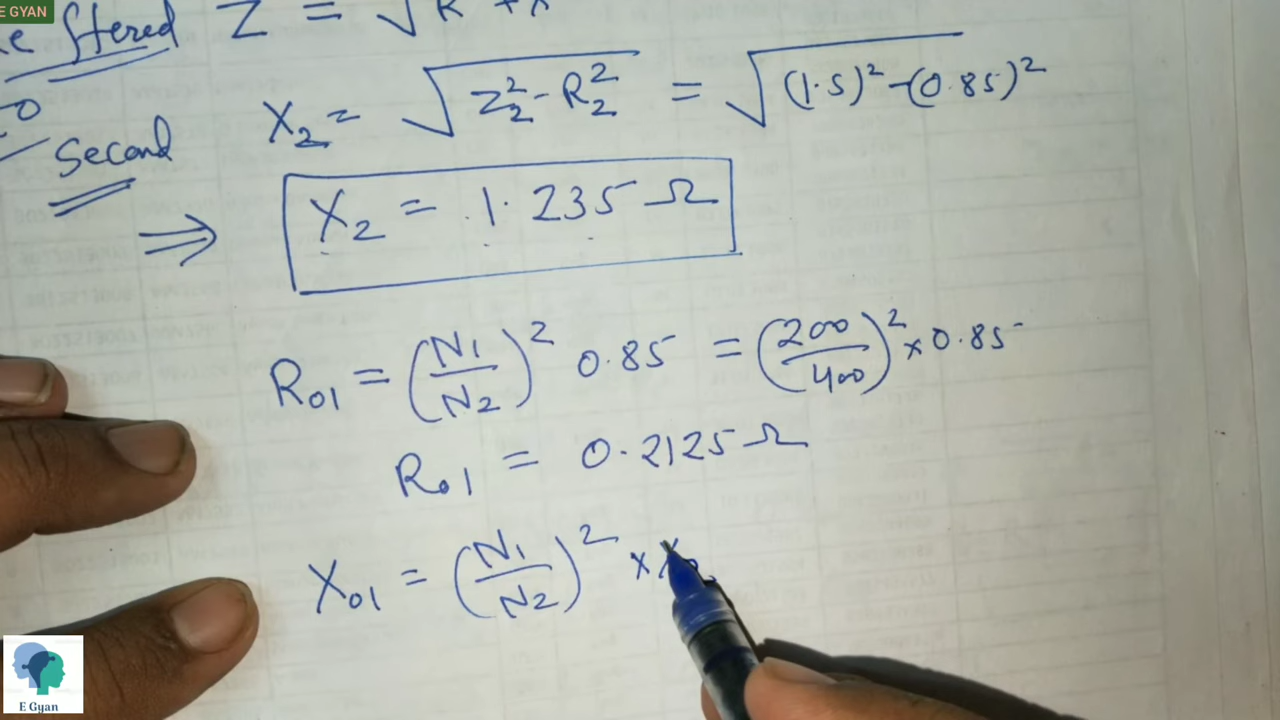 E GYAN
Z = √R² + X
X₂ = √Z₂² - R₂² = √(1.5)² - (0.85)²
Second
⇒ X₂ = 1.235 Ω
R₀₁ = (N₁/N₂)² 0.85 = (200/400)² × 0.85
R₀₁ = 0.2125 Ω
X₀₁ = (N₁/N₂)² ×
E Gyan